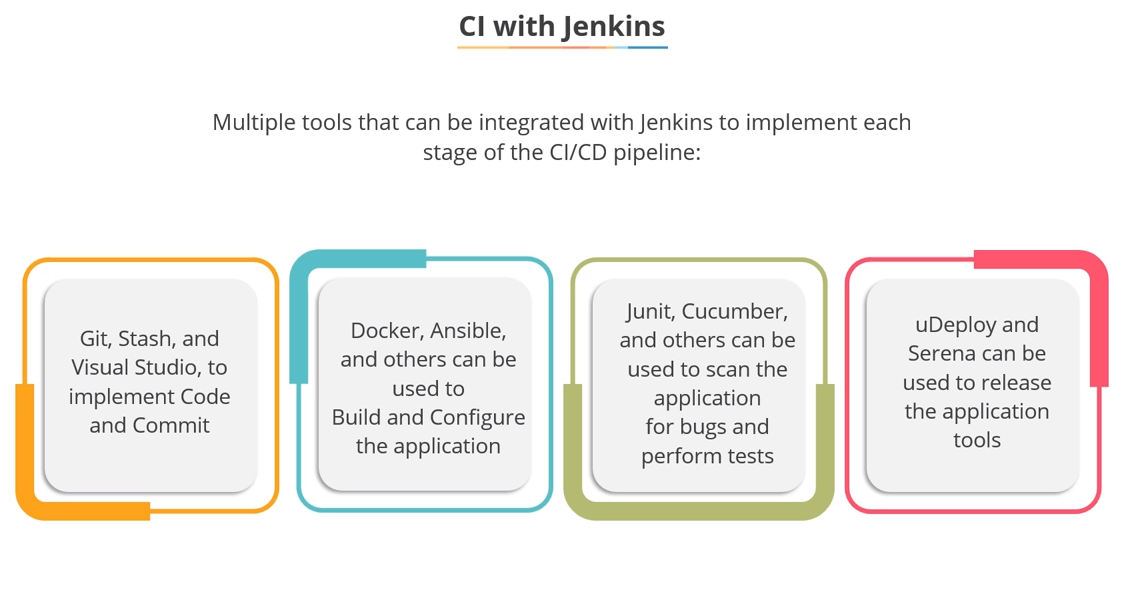 CI with Jenkins
Multiple tools that can be integrated with Jenkins to implement each
stage of the CI/CD pipeline:
Git, Stash, and
Visual Studio, to
implement Code
and Commit
Docker, Ansible,
and others can be
used to
Build and Configure
the application
Junit, Cucumber,
and others can be
used to scan the
application
for bugs and
perform tests
uDeploy and
Serena can be
used to release
the application
tools